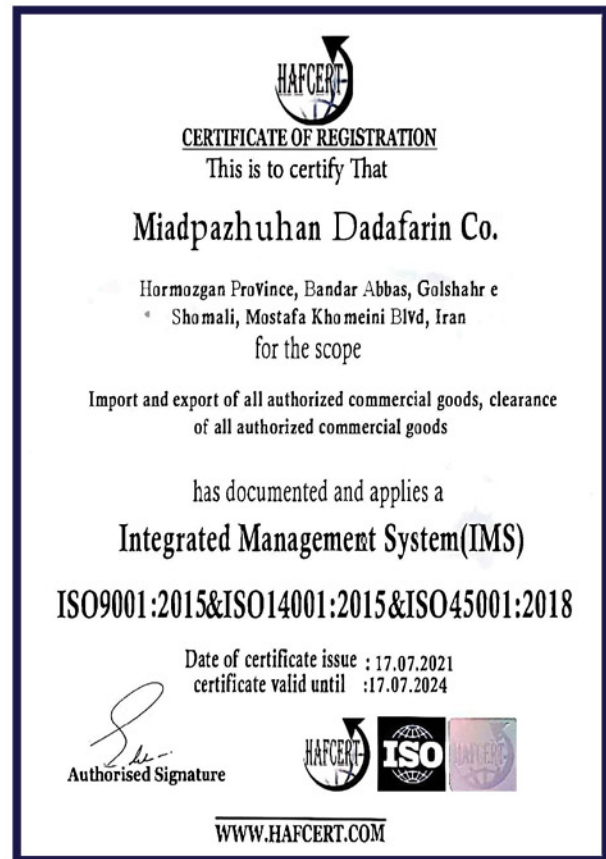 HAFCERT
CERTIFICATE OF REGISTRATION
This is to certify That
Miadpazhuhan Dadafarin Co.
Hormozgan ProVince, Bandar Abbas, Golshahr e
Shomali, Mostafa Khomeini BlVd, Iran
for the scope
Import and export of all authorized commercial goods, clearance
of all authorized commercial goods
has documented and applies a
Integrated Management System(IMS)
ISO9001:2015&ISO14001:2015&ISO45001:2018
Date of certificate issue : 17.07.2021
certificate valid until :17.07.2024
Authorised Signature
HAFCERT ISO HAFCERT
WWW.HAFCERT.COM